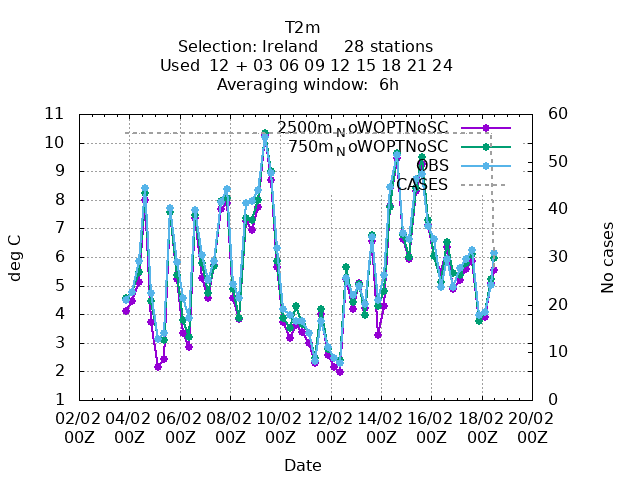 T2m
Selection: Ireland 28 stations
Used 12 + 03 06 09 12 15 18 21 24
Averaging window: 6h
11 60
2500m_NoWOPTNoSC
10
750m_NoWOPTNoSC
50
9
OBS
8
CASES
40
7
6
30
5
4
20
3
10
2
1 0
deg C
No cases
02/02 04/02 06/02 08/02 10/02 12/02 14/02 16/02 18/02 20/02
00Z 00Z 00Z 00Z 00Z 00Z 00Z 00Z 00Z 00Z
Date